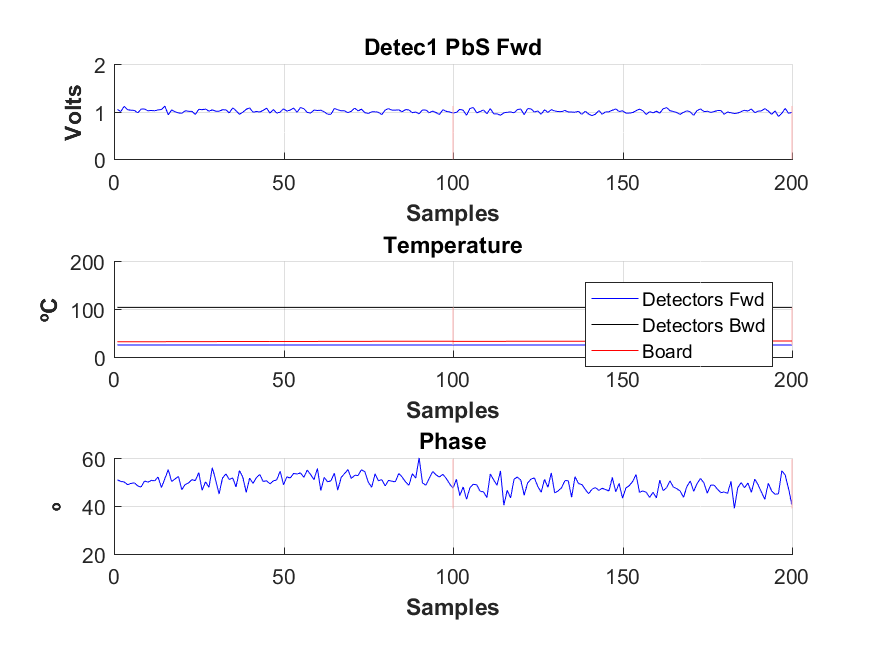 Detec1 PbS Fwd
2
1
0
Volts
0 50 100 150 200
Samples
Temperature
200
100
0
ºC
Detectors Fwd
Detectors Bwd
Board
0 50 100 150 200
Samples
Phase
60
40
20
º
0 50 100 150 200
Samples